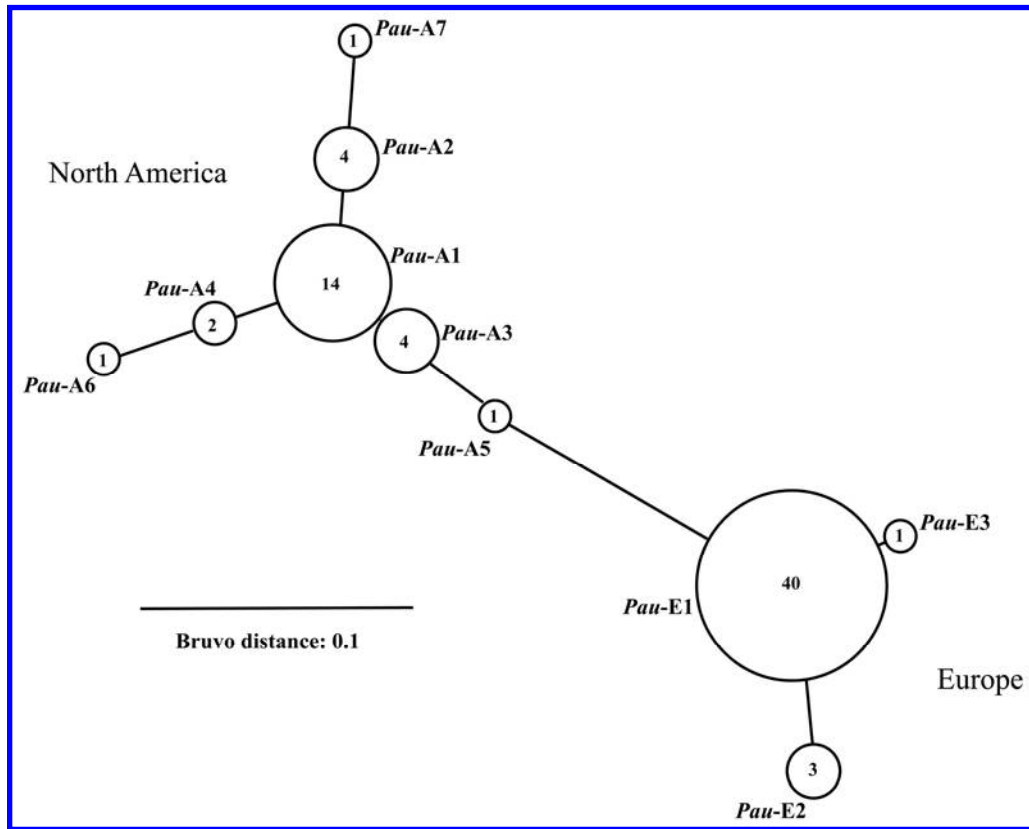 1 Pau-A7
4 Pau-A2
North America
Pau-A1
14
Pau-A4
2
4 Pau-A3
1
Pau-A6
1
Pau-A5
Pau-E3
1
40
Pau-E1
Bruvo distance: 0.1
Europe
3
Pau-E2